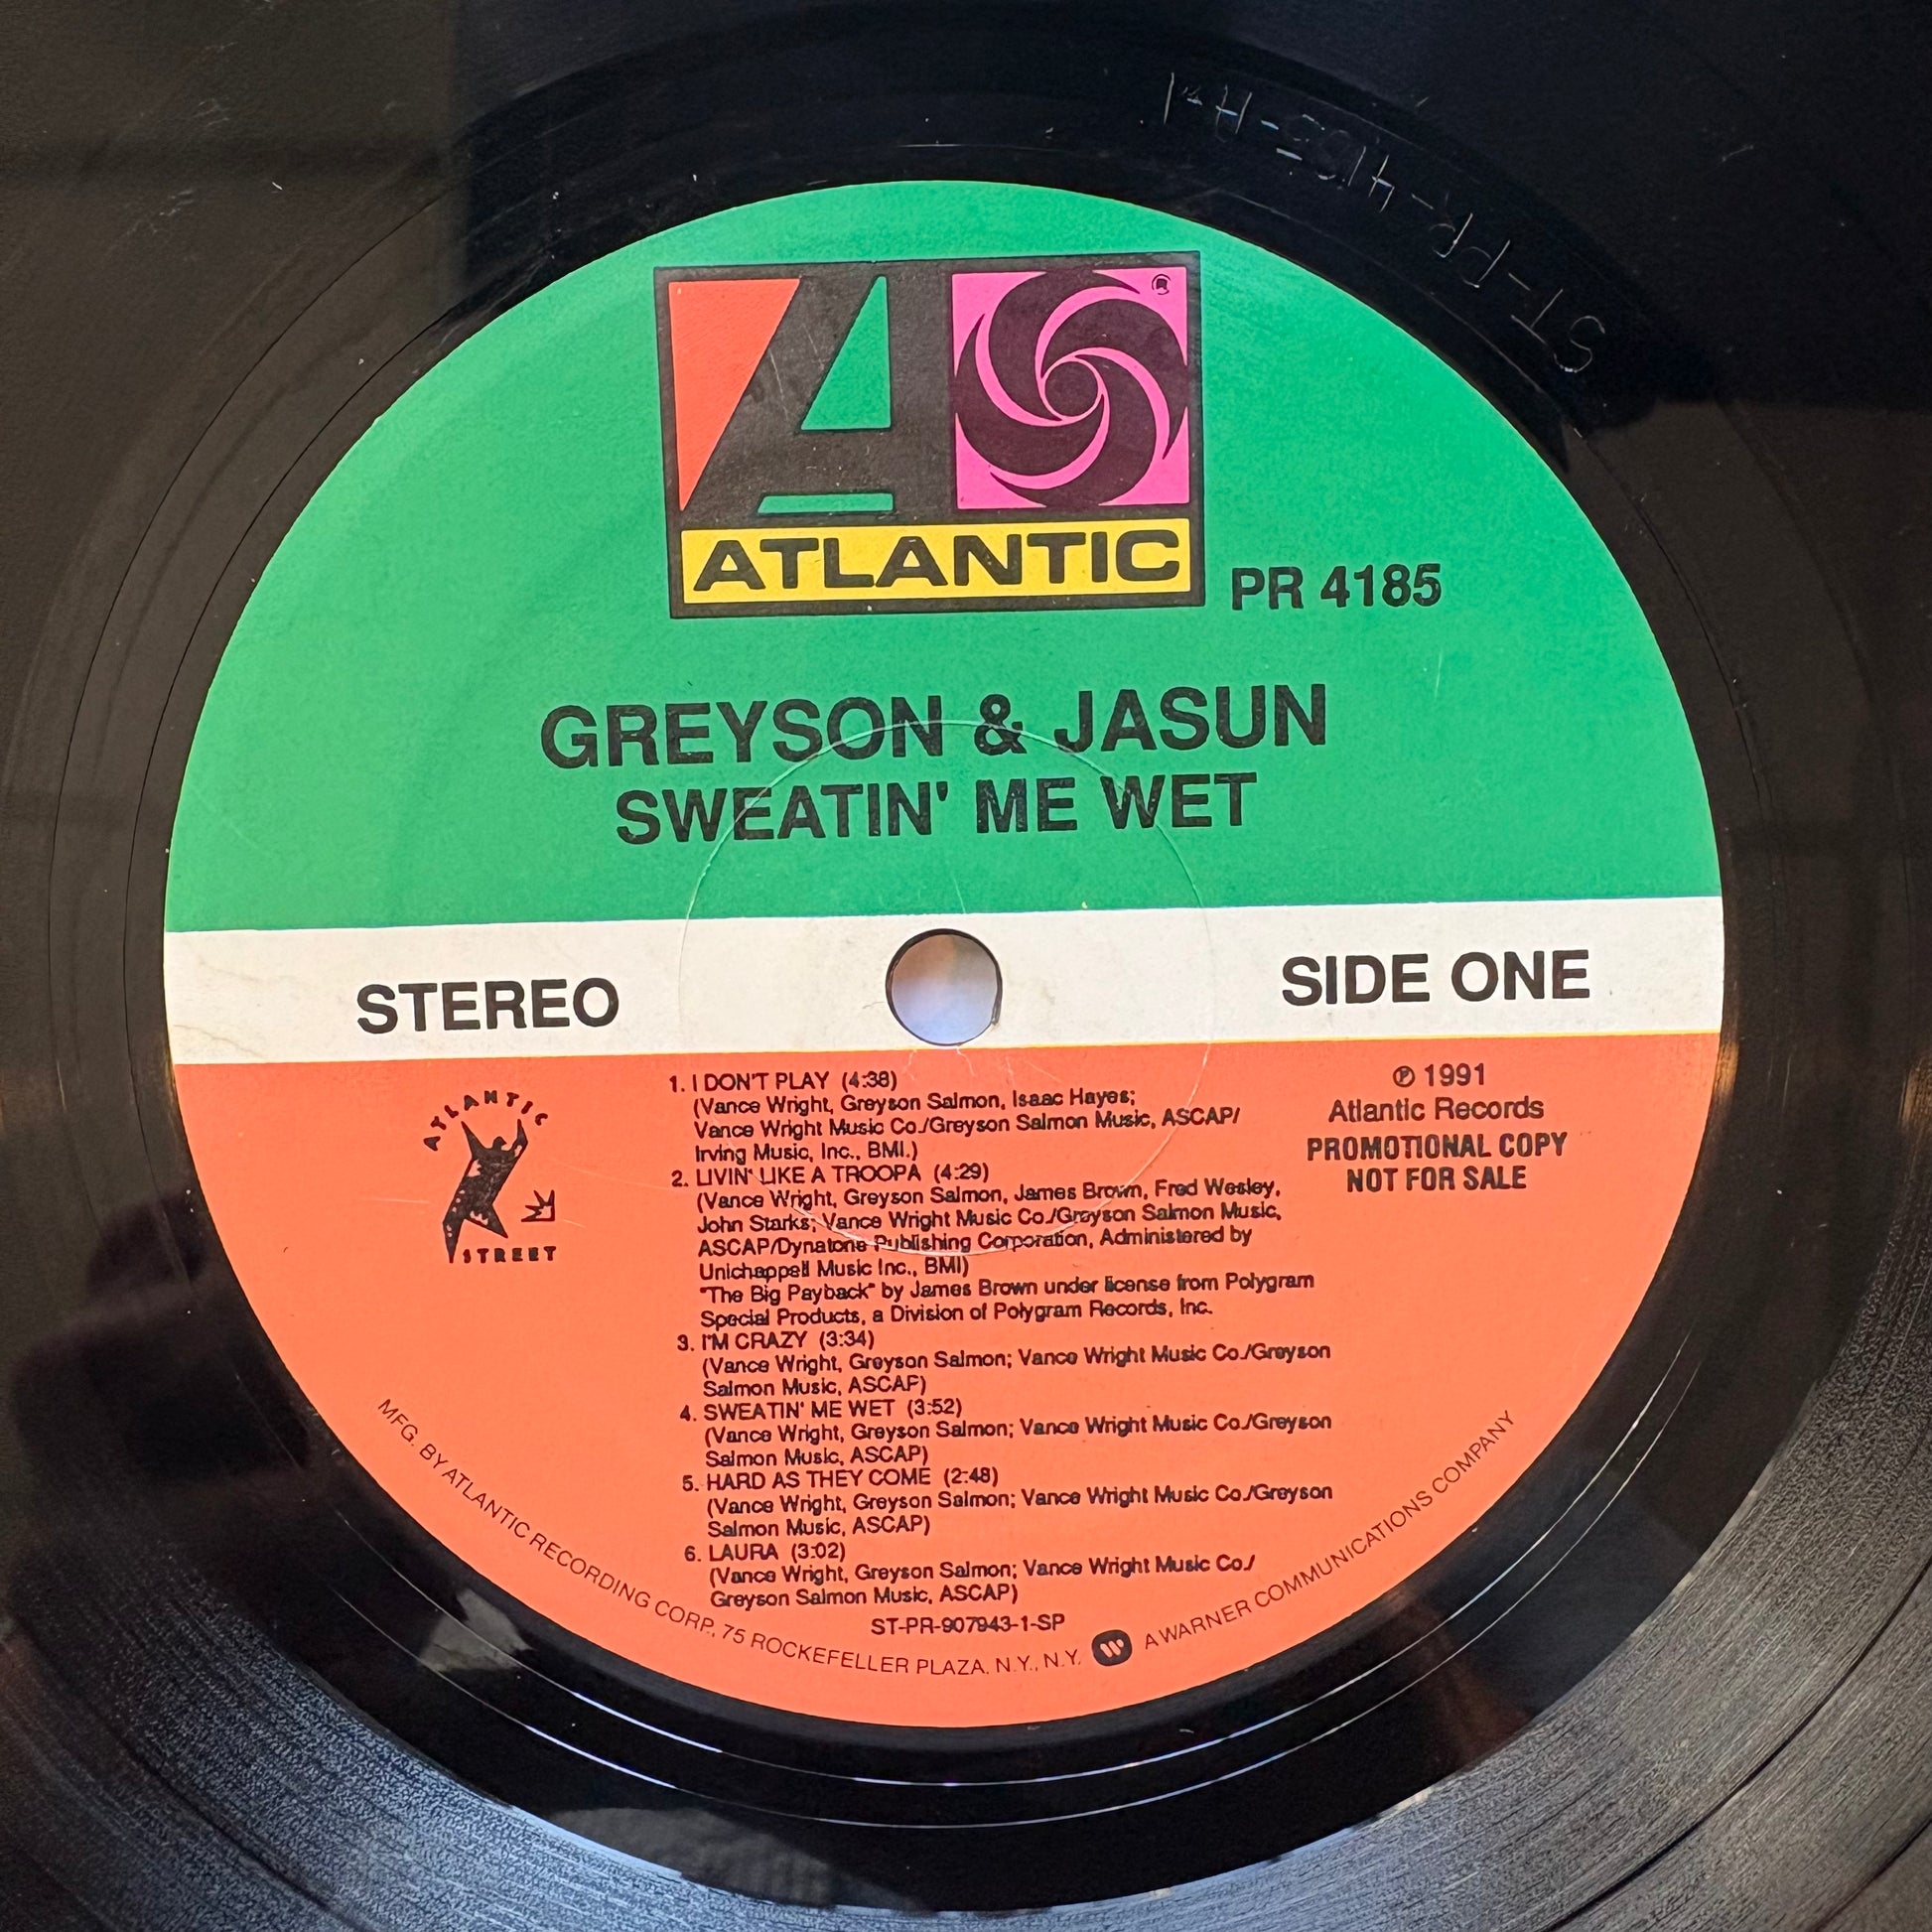 ST-PR-4185-A-1
®
ATLANTIC
PR 4185
GREYSON & JASUN
SWEATIN' ME WET
STEREO
SIDE ONE
ATLANTIC
STREET
1. I DON'T PLAY (4:38)
(Vance Wright, Greyson Salmon, Isaac Hayes;
Vance Wright Music Co./Greyson Salmon Music, ASCAP/
Irving Music, Inc., BMI.)
2. LIVIN' LIKE A TROOPA (4:29)
(Vance Wright, Greyson Salmon, James Brown, Fred Wesley,
John Starks; Vance Wright Music Co./Greyson Salmon Music,
ASCAP/Dynatone Publishing Corporation, Administered by
Unichappell Music Inc., BMI)
"The Big Payback" by James Brown under license from Polygram
Special Products, a Division of Polygram Records, Inc.
3. I'M CRAZY (3:34)
(Vance Wright, Greyson Salmon; Vance Wright Music Co./Greyson
Salmon Music, ASCAP)
4. SWEATIN' ME WET (3:52)
(Vance Wright, Greyson Salmon; Vance Wright Music Co./Greyson
Salmon Music, ASCAP)
5. HARD AS THEY COME (2:48)
(Vance Wright, Greyson Salmon; Vance Wright Music Co./Greyson
Salmon Music, ASCAP)
6. LAURA (3:02)
(Vance Wright, Greyson Salmon; Vance Wright Music Co./
Greyson Salmon Music, ASCAP)
ST-PR-907943-1-SP
℗ 1991
Atlantic Records
PROMOTIONAL COPY
NOT FOR SALE
MFG. BY ATLANTIC RECORDING CORP., 75 ROCKEFELLER PLAZA. N.Y., N.Y. A WARNER COMMUNICATIONS COMPANY